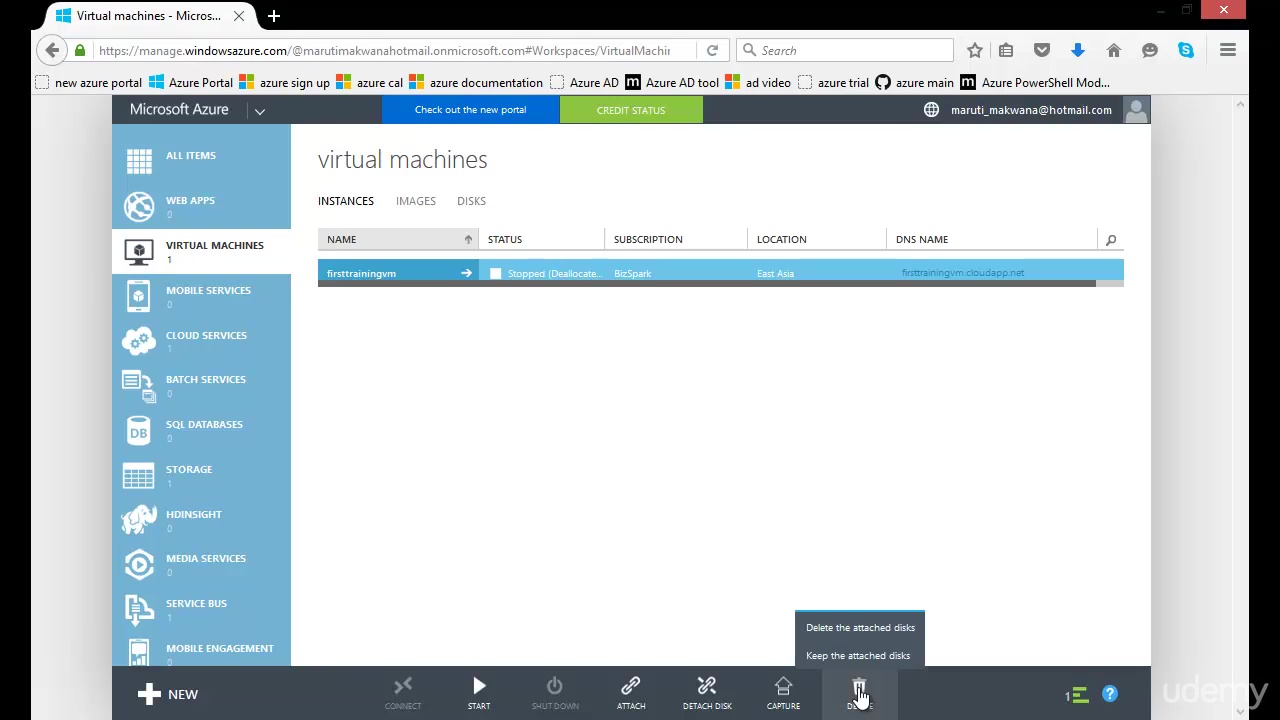 Virtual machines - Micros...
https://manage.windowsazure.com/@marutimakwanahotmail.onmicrosoft.com#Workspaces/VirtualMachin
Search
new azure portal
Azure Portal
azure sign up
azure cal
azure documentation
Azure AD
Azure AD tool
ad video
azure trial
azure main
Azure PowerShell Mod...
Microsoft Azure
Check out the new portal
CREDIT STATUS
maruti_makwana@hotmail.com
ALL ITEMS
WEB APPS
0
VIRTUAL MACHINES
1
MOBILE SERVICES
0
CLOUD SERVICES
1
BATCH SERVICES
0
SQL DATABASES
0
DB
STORAGE
1
HDINSIGHT
0
MEDIA SERVICES
0
SERVICE BUS
1
MOBILE ENGAGEMENT
0
virtual machines
INSTANCES
IMAGES
DISKS
NAME
STATUS
SUBSCRIPTION
LOCATION
DNS NAME
firsttrainingvm
Stopped (Deallocate...
BizSpark
East Asia
firsttrainingvm.cloudapp.net
Delete the attached disks
Keep the attached disks
NEW
CONNECT
START
SHUT DOWN
ATTACH
DETACH DISK
CAPTURE
1
?
udemy